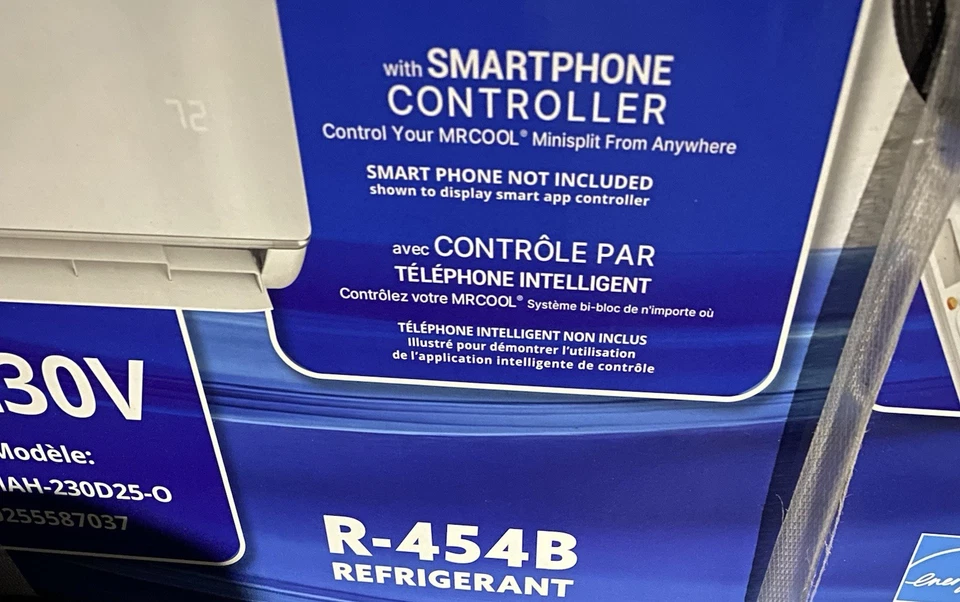 72
with SMARTPHONE
CONTROLLER
Control Your MRCOOL® Minisplit From Anywhere
SMART PHONE NOT INCLUDED
shown to display smart app controller
avec CONTRÔLE PAR
TÉLÉPHONE INTELLIGENT
Contrôlez votre MRCOOL® Système bi-bloc de n'importe où
TÉLÉPHONE INTELLIGENT NON INCLUS
Illustré pour démontrer l'utilisation
de l'application intelligente de contrôle
30V
Modèle:
AH-230D25-O
255587037
R-454B
REFRIGERANT